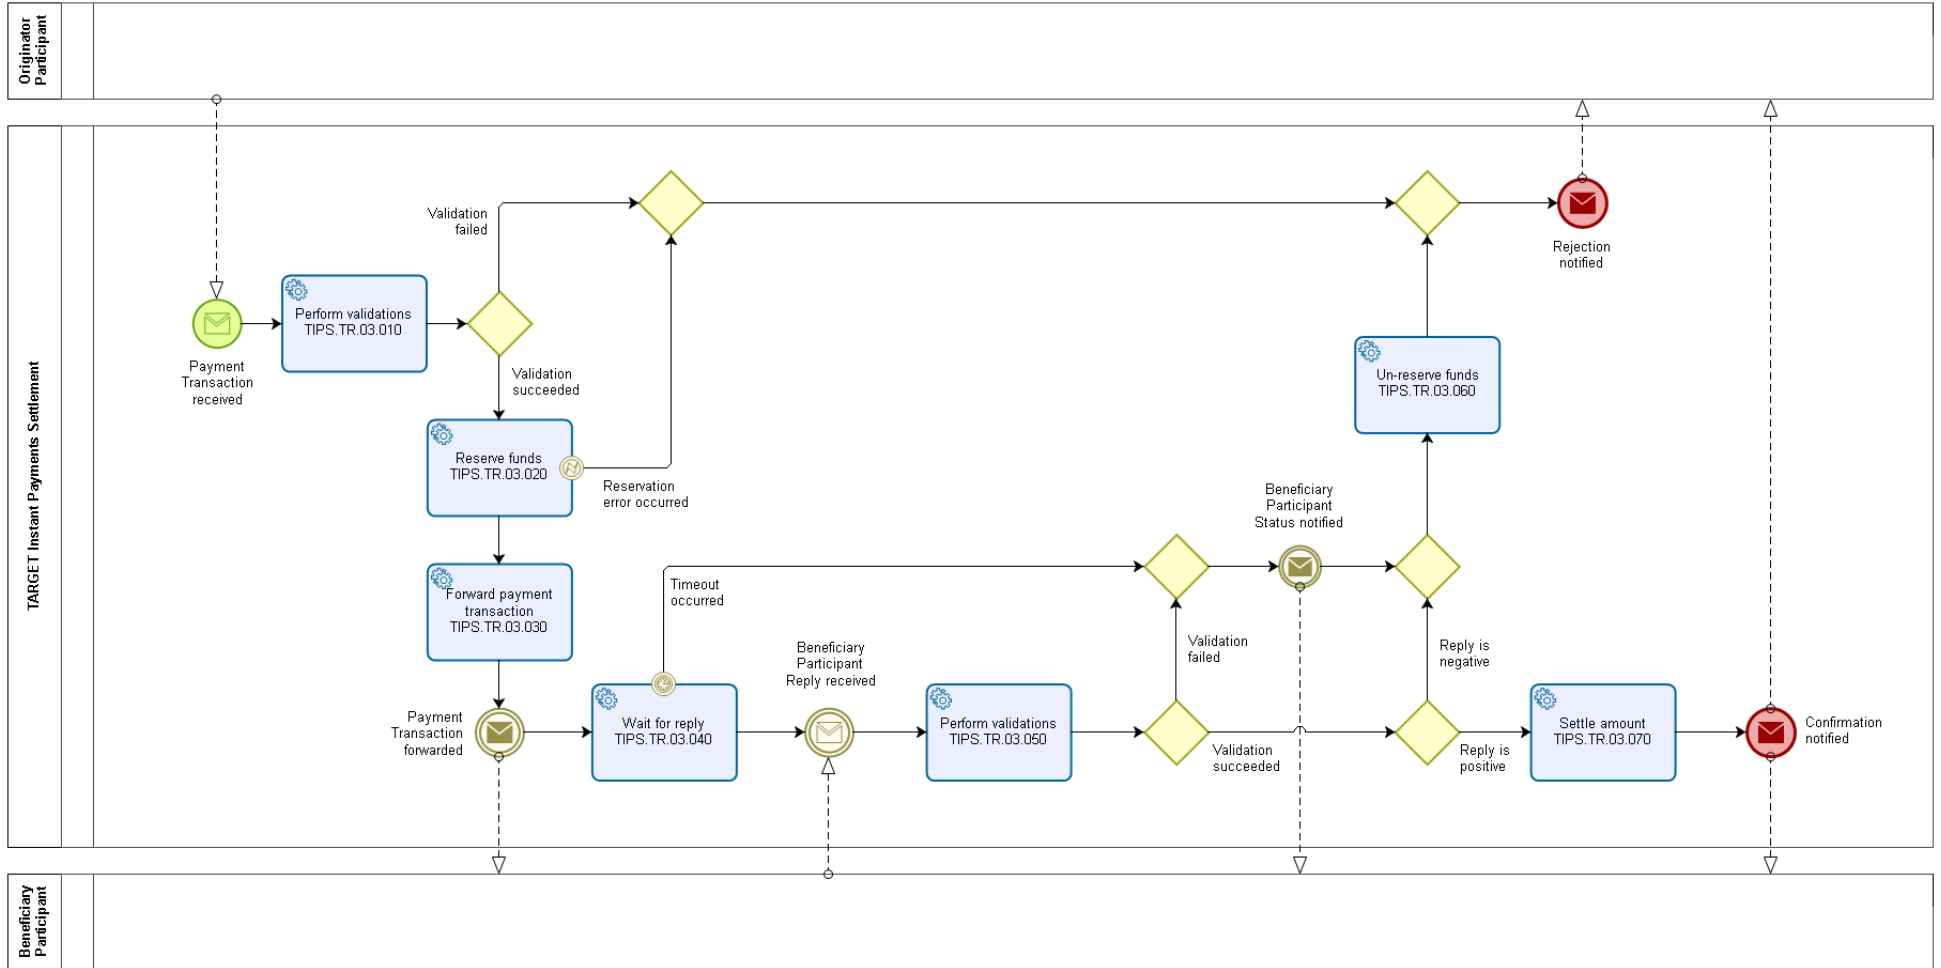 Originator
Participant
TARGET Instant Payments Settlement
Beneficiary
Participant
Payment
Transaction
received
Perform validations
TIPS.TR.03.010
Validation
failed
Validation
succeeded
Reserve funds
TIPS.TR.03.020
Reservation
error occurred
Forward payment
transaction
TIPS.TR.03.030
Payment
Transaction
forwarded
Timeout
occurred
Wait for reply
TIPS.TR.03.040
Beneficiary
Participant
Reply received
Perform validations
TIPS.TR.03.050
Validation
failed
Validation
succeeded
Beneficiary
Participant
Status notified
Reply is
negative
Reply is
positive
Un-reserve funds
TIPS.TR.03.060
Rejection
notified
Settle amount
TIPS.TR.03.070
Confirmation
notified